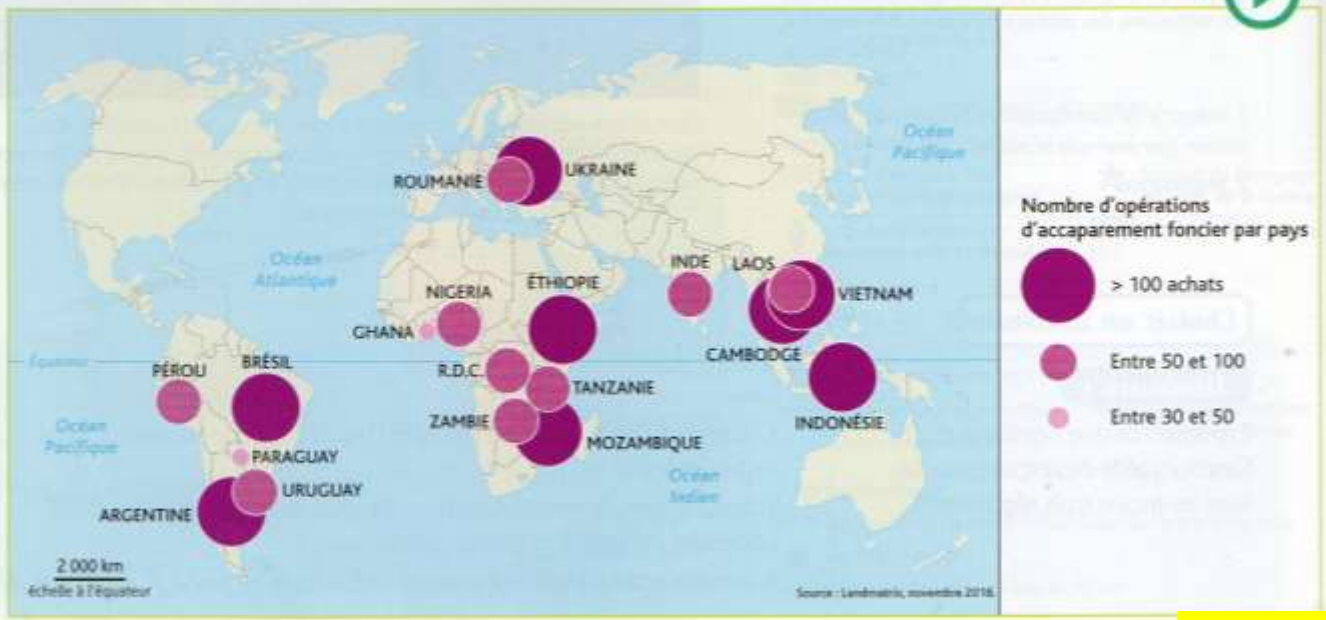 Océan
Pacifique
UKRAINE
ROUMANIE
Océan
Atlantique
INDE
LAOS
NIGERIA
ÉTHIOPIE
VIETNAM
GHANA
Équateur
CAMBODGE
PÉROU
BRÉSIL
R.D.C.
TANZANIE
ZAMBIE
INDONÉSIE
MOZAMBIQUE
Océan
Pacifique
PARAGUAY
Océan
Indien
URUGUAY
ARGENTINE
2 000 km
échelle à l'équateur
Source : Landmatrix, novembre 2016.
Nombre d'opérations
d'accaparement foncier par pays
> 100 achats
Entre 50 et 100
Entre 30 et 50